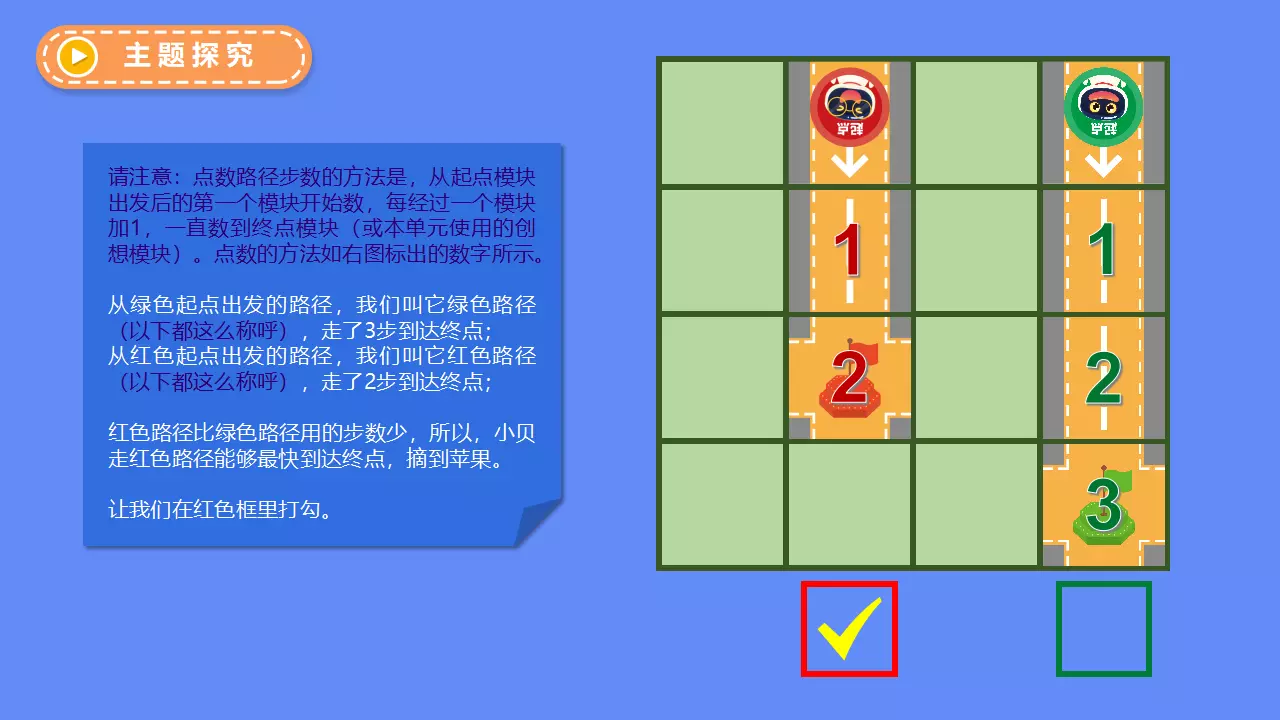 主题探究
请注意：点数路径步数的方法是，从起点模块
出发后的第一个模块开始数，每经过一个模块
加1，一直数到终点模块（或本单元使用的创
想模块）。点数的方法如右图标出的数字所示。
从绿色起点出发的路径，我们叫它绿色路径
（以下都这么称呼），走了3步到达终点；
从红色起点出发的路径，我们叫它红色路径
（以下都这么称呼），走了2步到达终点；
红色路径比绿色路径用的步数少，所以，小贝
走红色路径能够最快到达终点，摘到苹果。
让我们在红色框里打勾。
起点
起点
1
1
2
2
3